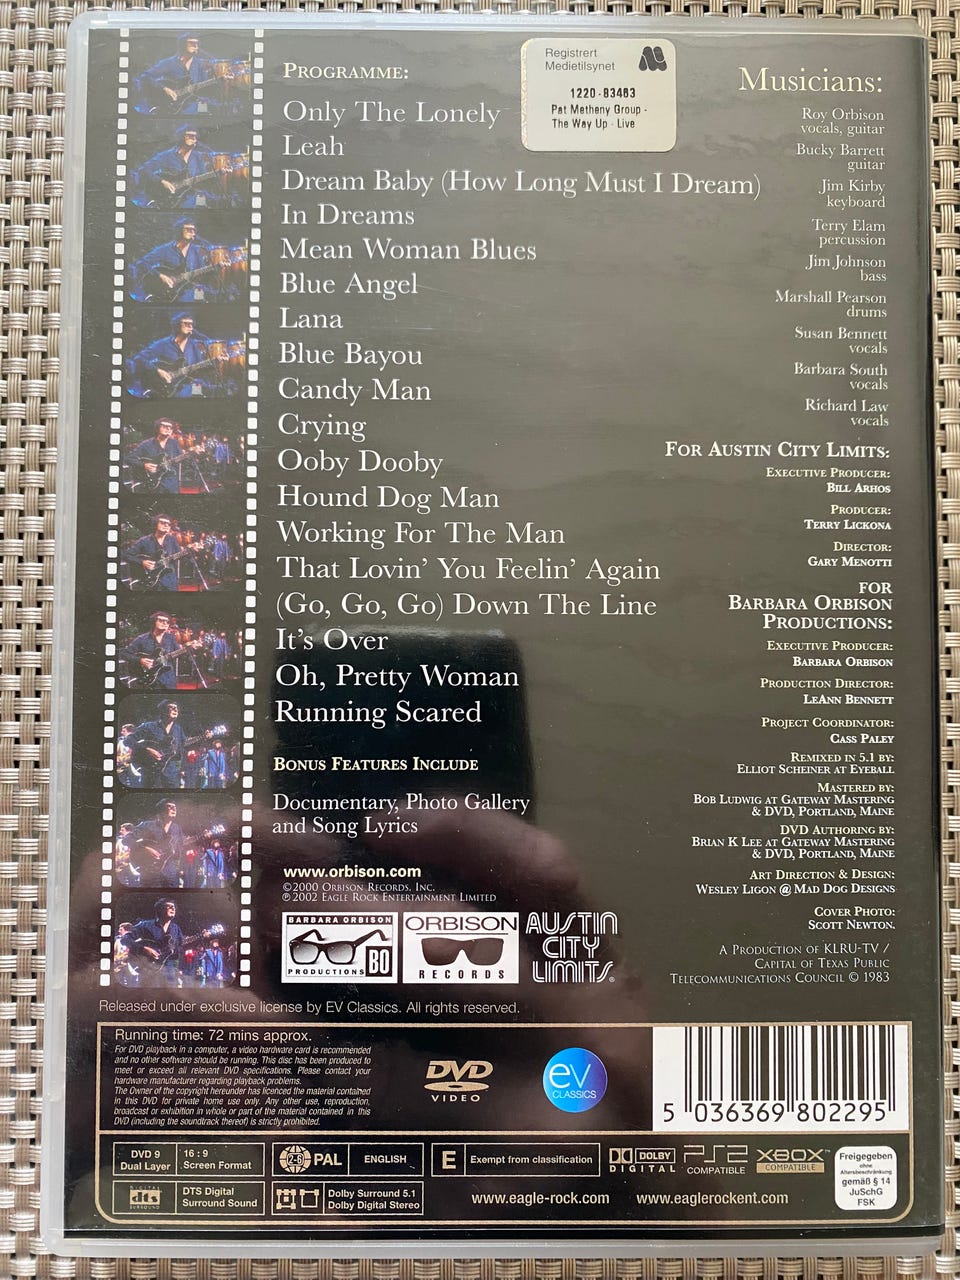 PROGRAMME:
Only The Lonely
Leah
Dream Baby (How Long Must I Dream)
In Dreams
Mean Woman Blues
Blue Angel
Lana
Blue Bayou
Candy Man
Crying
Ooby Dooby
Hound Dog Man
Working For The Man
That Lovin' You Feelin' Again
(Go, Go, Go) Down The Line
It's Over
Oh, Pretty Woman
Running Scared
BONUS FEATURES INCLUDE
Documentary, Photo Gallery
and Song Lyrics
www.orbison.com
©2000 ORBISON RECORDS, INC.
℗2002 EAGLE ROCK ENTERTAINMENT LIMITED
BARBARA ORBISON
PRODUCTIONS BO
ORBISON
RECORDS
AUSTIN
CITY
LIMITS®
Registrert
Medietilsynet
1220-83483
Pat Metheny Group -
The Way Up - Live
Musicians:
Roy Orbison
vocals, guitar
Bucky Barrett
guitar
Jim Kirby
keyboard
Terry Elam
percussion
Jim Johnson
bass
Marshall Pearson
drums
Susan Bennett
vocals
Barbara South
vocals
Richard Law
vocals
FOR AUSTIN CITY LIMITS:
EXECUTIVE PRODUCER:
BILL ARHOS
PRODUCER:
TERRY LICKONA
DIRECTOR:
GARY MENOTTI
FOR
BARBARA ORBISON
PRODUCTIONS:
EXECUTIVE PRODUCER:
BARBARA ORBISON
PRODUCTION DIRECTOR:
LEANN BENNETT
PROJECT COORDINATOR:
CASS PALEY
REMIXED IN 5.1 BY:
ELLIOT SCHEINER AT EYEBALL
MASTERED BY:
BOB LUDWIG AT GATEWAY MASTERING
& DVD, PORTLAND, MAINE
DVD AUTHORING BY:
BRIAN K LEE AT GATEWAY MASTERING
& DVD, PORTLAND, MAINE
ART DIRECTION & DESIGN:
WESLEY LIGON @ MAD DOG DESIGNS
COVER PHOTO:
SCOTT NEWTON.
A PRODUCTION OF KLRU-TV /
CAPITAL OF TEXAS PUBLIC
TELECOMMUNICATIONS COUNCIL © 1983
Released under exclusive license by EV Classics. All rights reserved.
Running time: 72 mins approx.
For DVD playback in a computer, a video hardware card is recommended
and no other software should be running. This disc has been produced to
meet or exceed all relevant DVD specifications. Please contact your
hardware manufacturer regarding playback problems.
The Owner of the copyright hereunder has licenced the material contained
in this DVD for private home use only. Any other use, reproduction,
broadcast or exhibition in whole or part of the material contained in this
DVD (including the soundtrack thereof) is strictly prohibited.
DVD
VIDEO
ev
CLASSICS
5 036369 802295
DVD 9
Dual Layer
16 : 9
Screen Format
2-6 PAL
ENGLISH
E
Exempt from classification
DOLBY
DIGITAL
PS2
COMPATIBLE
XBOX™
COMPATIBLE
DIGITAL
dts
SURROUND
DTS Digital
Surround Sound
Dolby Surround 5.1
Dolby Digital Stereo
www.eagle-rock.com
www.eaglerockent.com
Freigegeben
ohne
Altersbeschränkung
gemäß § 14
JuSchG
FSK